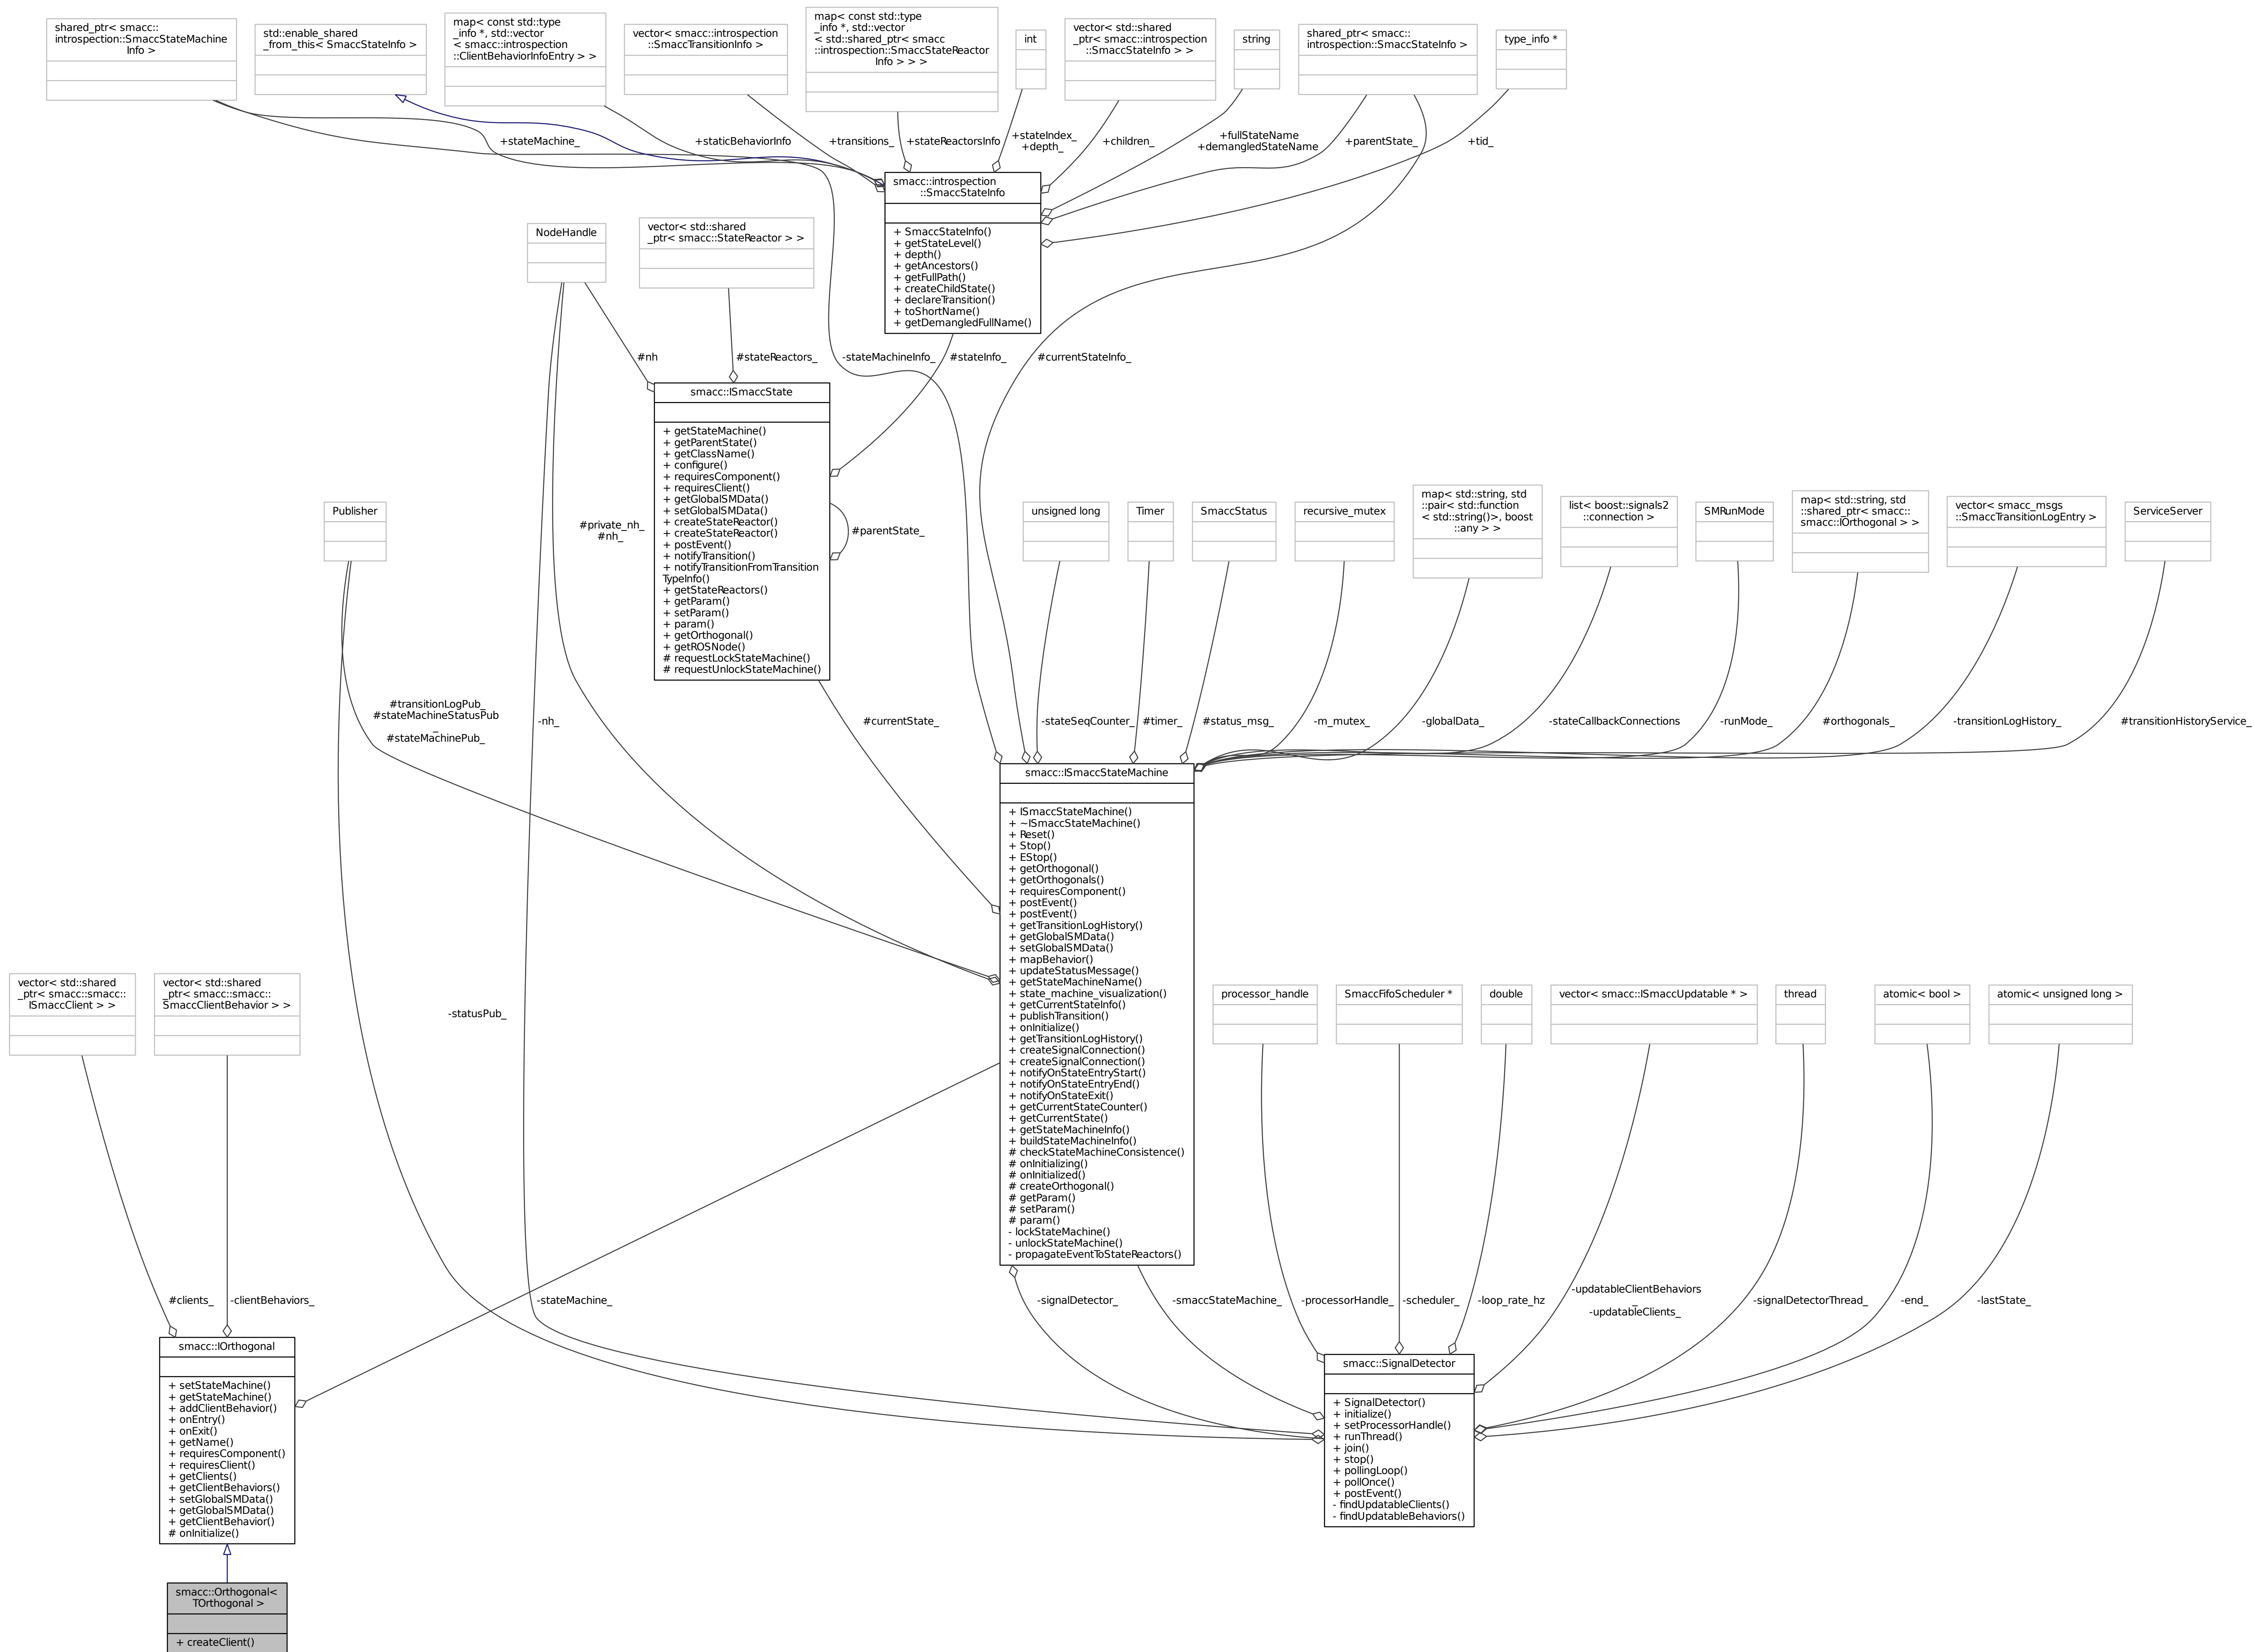 shared_ptr< smacc::
introspection::SmaccStateMachine
Info >
std::enable_shared
_from_this< SmaccStateInfo >
map< const std::type
_info *, std::vector
< smacc::introspection
::ClientBehaviorInfoEntry > >
vector< smacc::introspection
::SmaccTransitionInfo >
map< const std::type
_info *, std::vector
< std::shared_ptr< smacc
::introspection::SmaccStateReactor
Info > > >
int
vector< std::shared
_ptr< smacc::introspection
::SmaccStateInfo > >
string
shared_ptr< smacc::
introspection::SmaccStateInfo >
type_info *
+stateMachine_
+staticBehaviorInfo
+transitions_
+stateReactorsInfo
+stateIndex_
+depth_
+children_
+fullStateName
+demangledStateName
+parentState_
+tid_
smacc::introspection
::SmaccStateInfo
+ SmaccStateInfo()
+ getStateLevel()
+ depth()
+ getAncestors()
+ getFullPath()
+ createChildState()
+ declareTransition()
+ toShortName()
+ getDemangledFullName()
NodeHandle
vector< std::shared
_ptr< smacc::StateReactor > >
#nh
#stateReactors_
-stateMachineInfo_
#stateInfo_
#currentStateInfo_
smacc::ISmaccState
+ getStateMachine()
+ getParentState()
+ getClassName()
+ configure()
+ requiresComponent()
+ requiresClient()
+ getGlobalSMData()
+ setGlobalSMData()
+ createStateReactor()
+ createStateReactor()
+ postEvent()
+ notifyTransition()
+ notifyTransitionFromTransition
TypeInfo()
+ getStateReactors()
+ getParam()
+ setParam()
+ param()
+ getOrthogonal()
+ getROSNode()
# requestLockStateMachine()
# requestUnlockStateMachine()
#parentState_
#private_nh_
#nh_
Publisher
unsigned long
Timer
SmaccStatus
recursive_mutex
map< std::string, std
::pair< std::function
< std::string()>, boost
::any > >
list< boost::signals2
::connection >
SMRunMode
map< std::string, std
::shared_ptr< smacc::
smacc::IOrthogonal > >
vector< smacc_msgs
::SmaccTransitionLogEntry >
ServiceServer
#transitionLogPub_
#stateMachineStatusPub
_
#stateMachinePub_
-nh_
#currentState_
-stateSeqCounter_
#timer_
#status_msg_
-m_mutex_
-globalData_
-stateCallbackConnections
-runMode_
#orthogonals_
-transitionLogHistory_
#transitionHistoryService_
smacc::ISmaccStateMachine
+ ISmaccStateMachine()
+ ~ISmaccStateMachine()
+ Reset()
+ Stop()
+ EStop()
+ getOrthogonal()
+ getOrthogonals()
+ requiresComponent()
+ postEvent()
+ postEvent()
+ getTransitionLogHistory()
+ getGlobalSMData()
+ setGlobalSMData()
+ mapBehavior()
+ updateStatusMessage()
+ getStateMachineName()
+ state_machine_visualization()
+ getCurrentStateInfo()
+ publishTransition()
+ onInitialize()
+ getTransitionLogHistory()
+ createSignalConnection()
+ createSignalConnection()
+ notifyOnStateEntryStart()
+ notifyOnStateEntryEnd()
+ notifyOnStateExit()
+ getCurrentStateCounter()
+ getCurrentState()
+ getStateMachineInfo()
+ buildStateMachineInfo()
# checkStateMachineConsistence()
# onInitializing()
# onInitialized()
# createOrthogonal()
# getParam()
# setParam()
# param()
- lockStateMachine()
- unlockStateMachine()
- propagateEventToStateReactors()
vector< std::shared
_ptr< smacc::smacc::
ISmaccClient > >
vector< std::shared
_ptr< smacc::smacc::
SmaccClientBehavior > >
-statusPub_
processor_handle
SmaccFifoScheduler *
double
vector< smacc::ISmaccUpdatable * >
thread
atomic< bool >
atomic< unsigned long >
#clients_
-clientBehaviors_
-stateMachine_
-signalDetector_
-smaccStateMachine_
-processorHandle_
-scheduler_
-loop_rate_hz
-updatableClientBehaviors
_
-updatableClients_
-signalDetectorThread_
-end_
-lastState_
smacc::IOrthogonal
+ setStateMachine()
+ getStateMachine()
+ addClientBehavior()
+ onEntry()
+ onExit()
+ getName()
+ requiresComponent()
+ requiresClient()
+ getClients()
+ getClientBehaviors()
+ setGlobalSMData()
+ getGlobalSMData()
+ getClientBehavior()
# onInitialize()
smacc::SignalDetector
+ SignalDetector()
+ initialize()
+ setProcessorHandle()
+ runThread()
+ join()
+ stop()
+ pollingLoop()
+ pollOnce()
+ postEvent()
- findUpdatableClients()
- findUpdatableBehaviors()
smacc::Orthogonal<
TOrthogonal >
+ createClient()